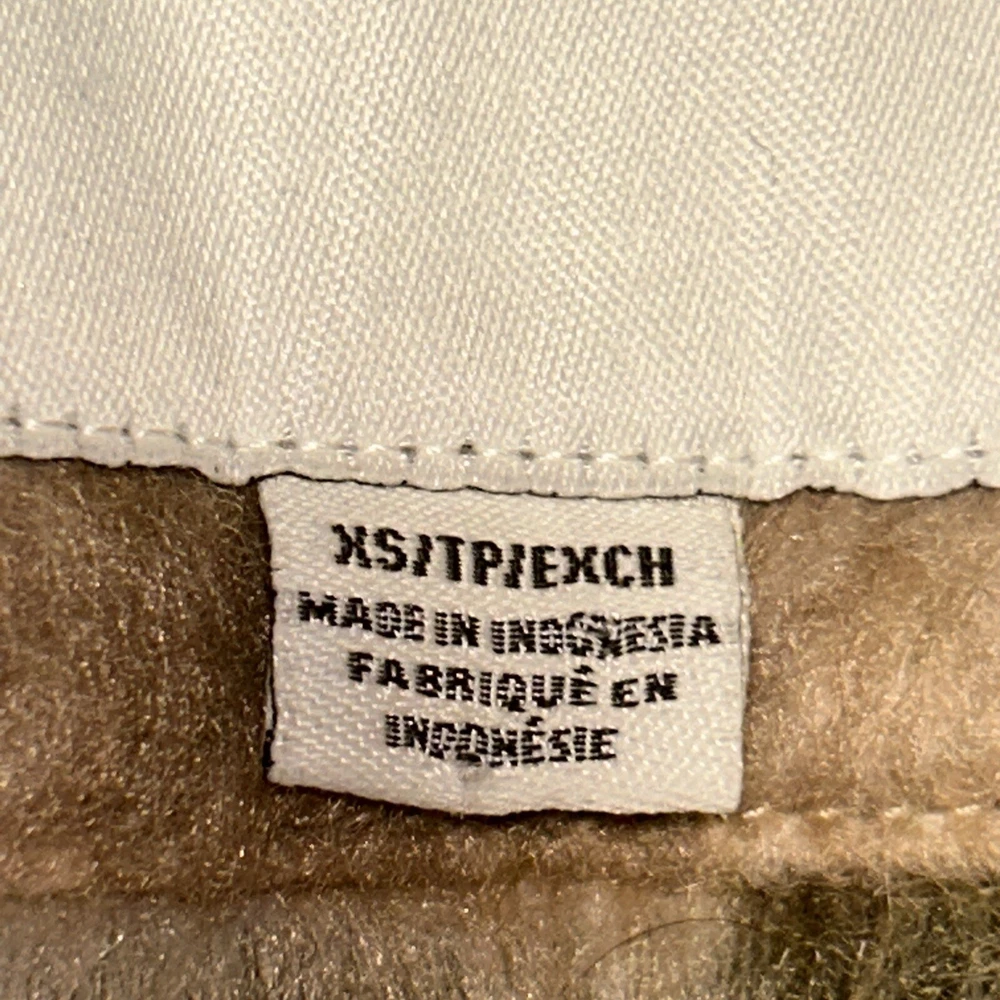 XS/TP/EXCH
MADE IN INDONESIA
FABRIQUÉ EN
INDONÉSIE